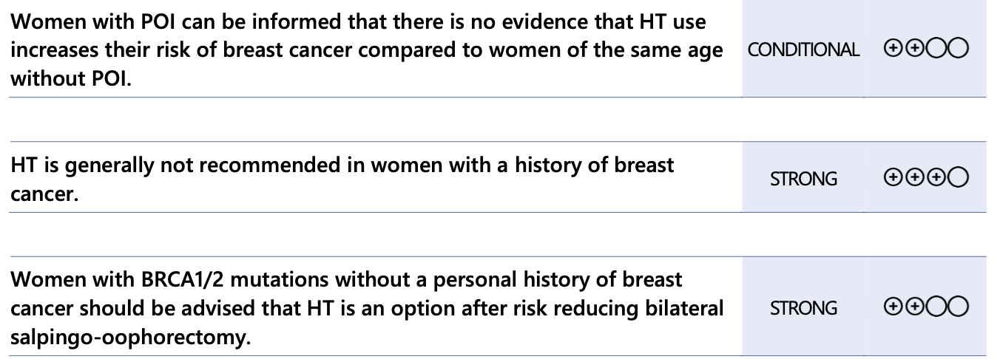 Women with POI can be informed that there is no evidence that HT use
increases their risk of breast cancer compared to women of the same age
without POI.
CONDITIONAL ⊕⊕○○
HT is generally not recommended in women with a history of breast
cancer.
STRONG ⊕⊕⊕○
Women with BRCA1/2 mutations without a personal history of breast
cancer should be advised that HT is an option after risk reducing bilateral
salpingo-oophorectomy.
STRONG ⊕⊕○○